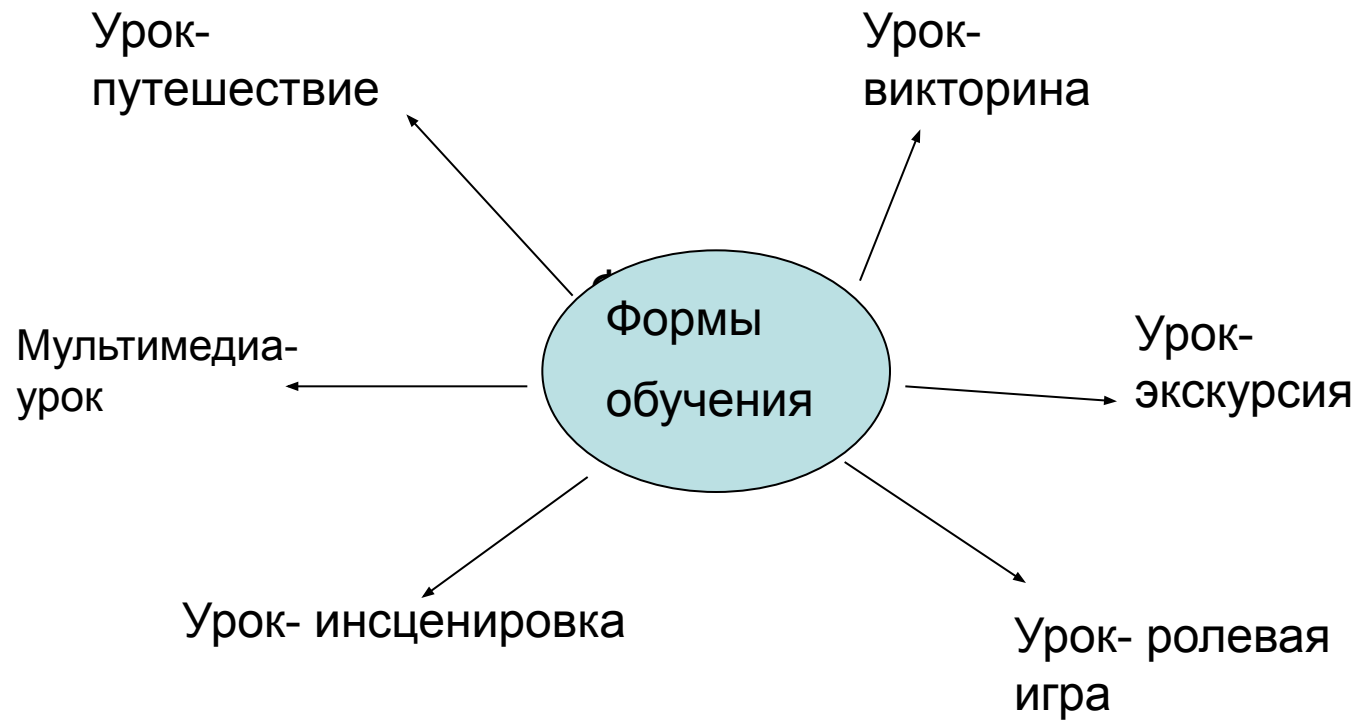 Урок-
путешествие
Урок-
викторина
Формы
обучения
Мультимедиа-
урок
Урок-
экскурсия
Урок- инсценировка
Урок- ролевая
игра